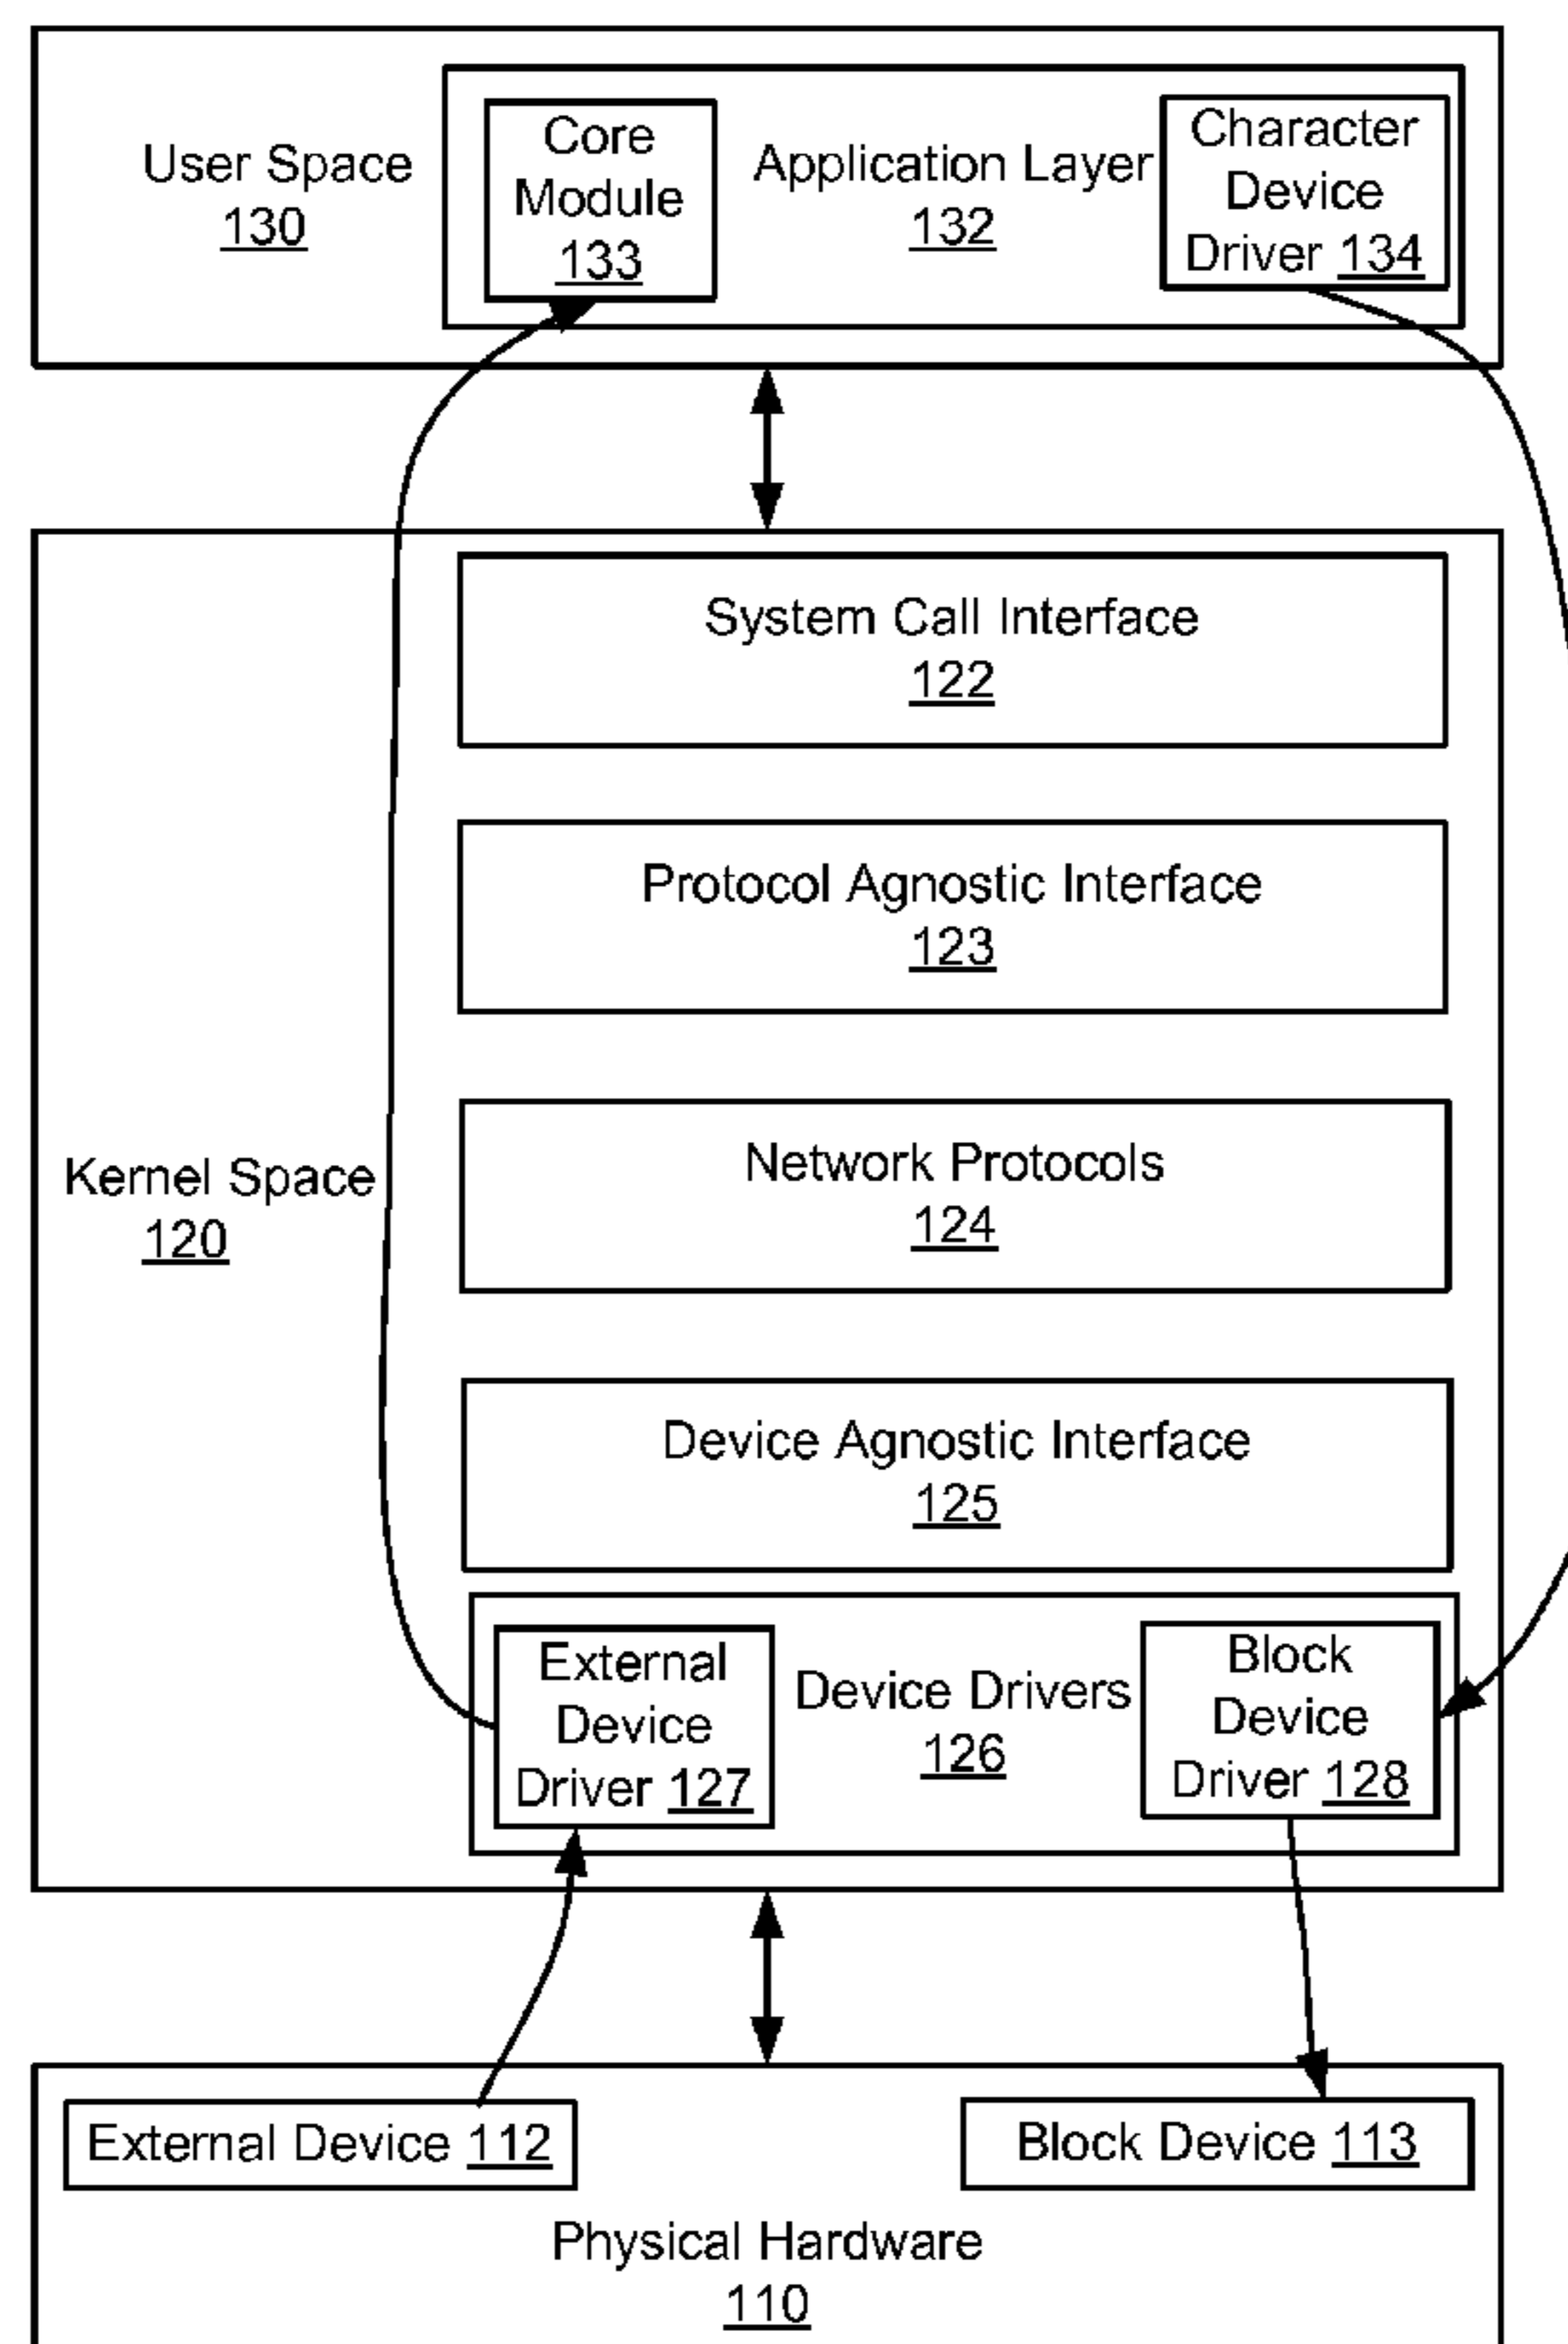 User Space
130
Core
Module
133
Application Layer
132
Character
Device
Driver 134
System Call Interface
122
Protocol Agnostic Interface
123
Network Protocols
124
Kernel Space
120
Device Agnostic Interface
125
External
Device
Driver 127
Device Drivers
126
Block
Device
Driver 128
External Device 112
Block Device 113
Physical Hardware
110